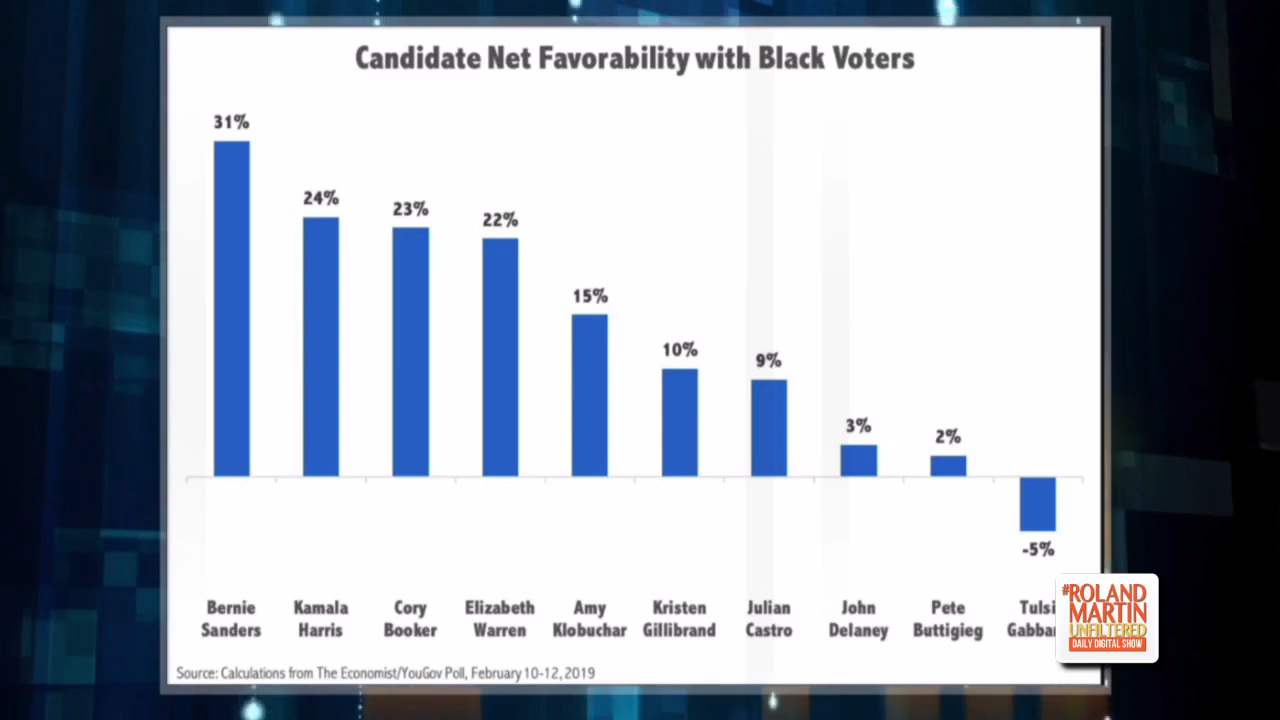 Candidate Net Favorability with Black Voters
31%
24%
23%
22%
15%
10%
9%
3%
2%
-5%
Bernie Sanders
Kamala Harris
Cory Booker
Elizabeth Warren
Amy Klobuchar
Kristen Gillibrand
Julian Castro
John Delaney
Pete Buttigieg
Tulsi
Source: Calculations from The Economist/YouGov Poll, February 10-12, 2019
#ROLAND
MARTIN
UNFILTERED
DAILY DIGITAL SHOW